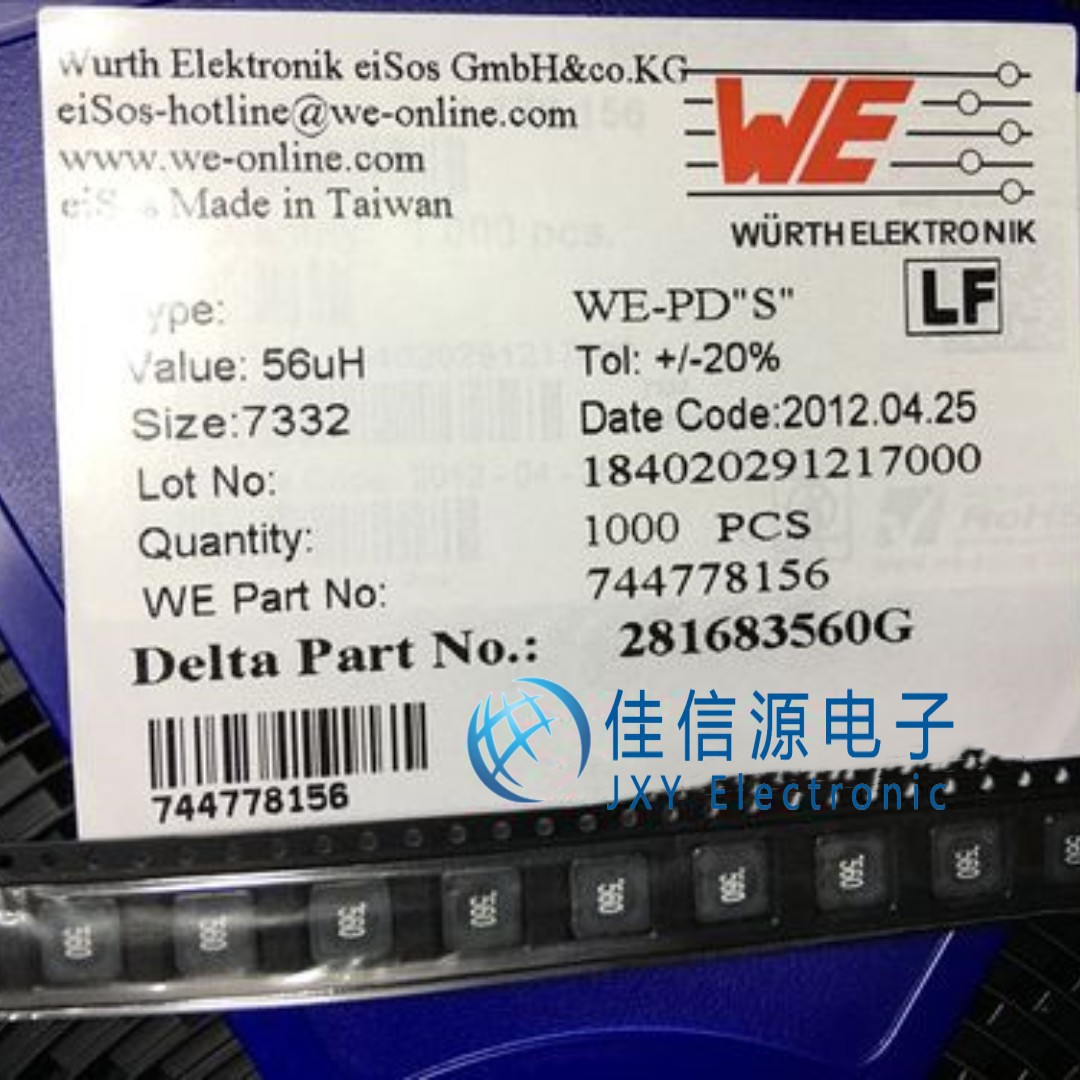 Wurth Elektronik eiSos GmbH&co.KG
eiSos-hotline@we-online.com
www.we-online.com
Made in Taiwan
WE
WÜRTH ELEKTRONIK
LF
Type: WE-PD"S"
Value: 56uH Tol: +/-20%
Size:7332 Date Code:2012.04.25
Lot No: 184020291217000
Quantity: 1000 PCS
WE Part No: 744778156
Delta Part No.: 281683560G
744778156
佳信源电子
JXY Electronic
560 560 560 560 560 560 560 560